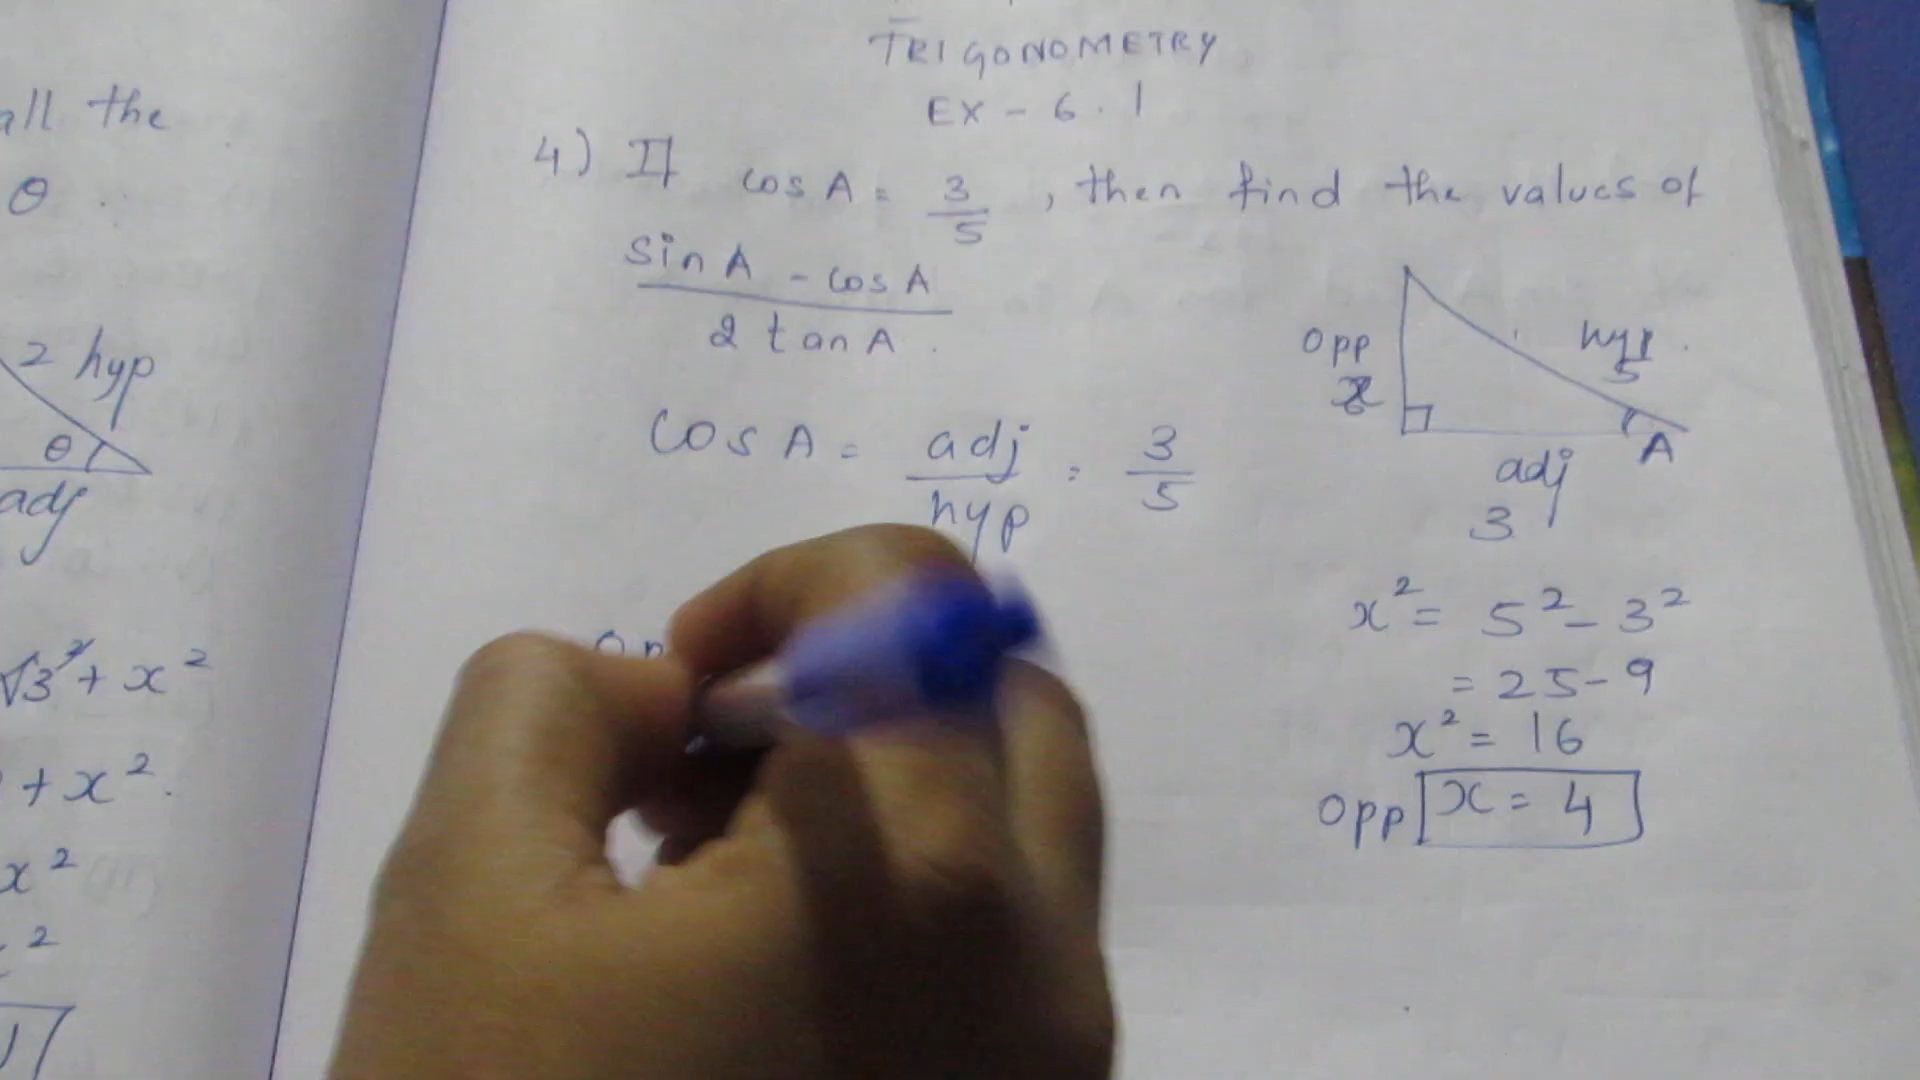 all the
θ
2 hyp
θ
adj
√3² + x²
+ x².
x²
2
TRIGONOMETRY
EX - 6.1
4) If cos A = 3/5, then find the values of
sin A - cos A
2 tan A.
cos A = adj/hyp = 3/5
opp
x
hyp.
5
A
adj
3
x² = 5² - 3²
= 25 - 9
x² = 16
opp x = 4